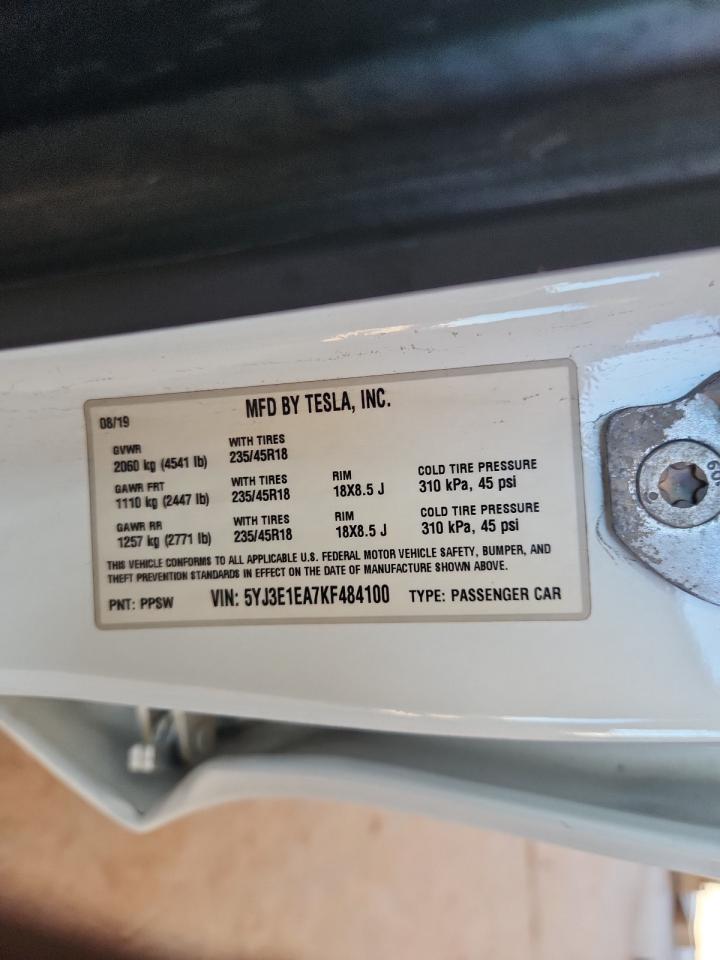 MFD BY TESLA, INC.
08/19
GVWR WITH TIRES
2060 kg (4541 lb) 235/45R18
GAWR FRT WITH TIRES RIM COLD TIRE PRESSURE
1110 kg (2447 lb) 235/45R18 18X8.5 J 310 kPa, 45 psi
GAWR RR WITH TIRES RIM COLD TIRE PRESSURE
1257 kg (2771 lb) 235/45R18 18X8.5 J 310 kPa, 45 psi
THIS VEHICLE CONFORMS TO ALL APPLICABLE U.S. FEDERAL MOTOR VEHICLE SAFETY, BUMPER, AND
THEFT PREVENTION STANDARDS IN EFFECT ON THE DATE OF MANUFACTURE SHOWN ABOVE.
PNT: PPSW VIN: 5YJ3E1EA7KF484100 TYPE: PASSENGER CAR